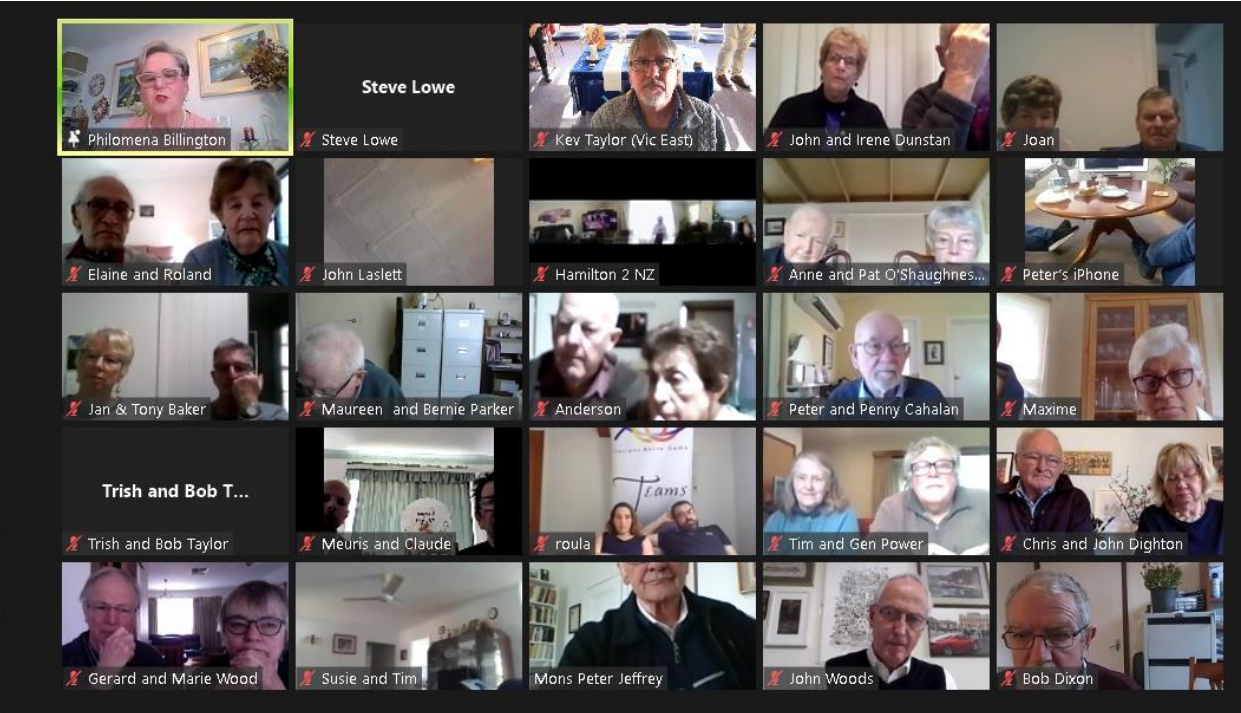 Philomena Billington
Steve Lowe
Steve Lowe
Kev Taylor (Vic East)
John and Irene Dunstan
Joan
Elaine and Roland
John Laslett
Hamilton 2 NZ
Anne and Pat O'Shaughnes...
Peter's iPhone
Jan & Tony Baker
Maureen and Bernie Parker
Anderson
Peter and Penny Cahalan
Maxime
Trish and Bob T...
Trish and Bob Taylor
Meuris and Claude
Teams
roula
Tim and Gen Power
Chris and John Dighton
Gerard and Marie Wood
Susie and Tim
Mons Peter Jeffrey
John Woods
Bob Dixon